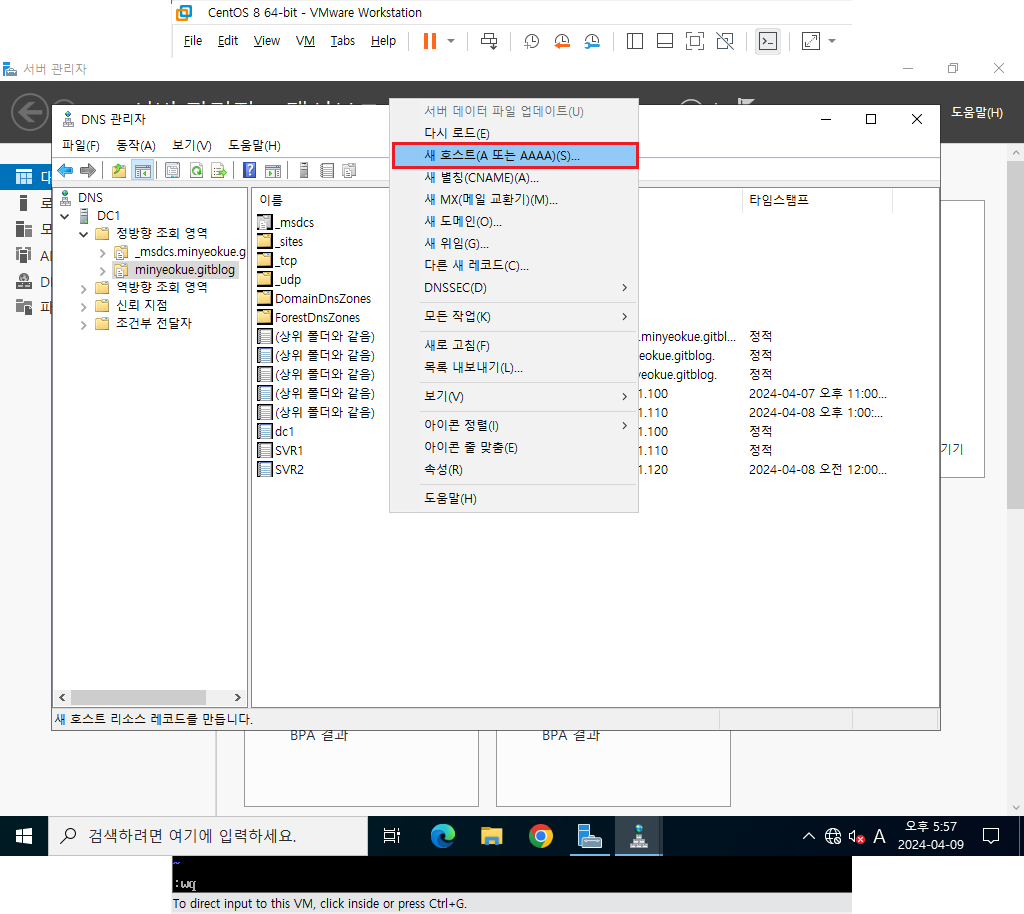 CentOS 8 64-bit - VMware Workstation
File Edit View VM Tabs Help
서버 관리자
도움말(H)
DNS 관리자
파일(F) 동작(A) 보기(V) 도움말(H)
DNS
DC1
정방향 조회 영역
_msdcs.minyeokue.g
minyeokue.gitblog
역방향 조회 영역
신뢰 지점
조건부 전달자
이름
타임스탬프
_msdcs
_sites
_tcp
_udp
DomainDnsZones
ForestDnsZones
(상위 폴더와 같음) .minyeokue.gitbl... 정적
(상위 폴더와 같음) eokue.gitblog. 정적
(상위 폴더와 같음) eokue.gitblog. 정적
(상위 폴더와 같음) 1.100 2024-04-07 오후 11:00...
(상위 폴더와 같음) 1.110 2024-04-08 오후 1:00:...
dc1 1.100 정적
SVR1 1.110 정적
SVR2 1.120 2024-04-08 오전 12:00...
서버 데이터 파일 업데이트(U)
다시 로드(E)
새 호스트(A 또는 AAAA)(S)...
새 별칭(CNAME)(A)...
새 MX(메일 교환기)(M)...
새 도메인(O)...
새 위임(G)...
다른 새 레코드(C)...
DNSSEC(D)
모든 작업(K)
새로 고침(F)
목록 내보내기(L)...
보기(V)
아이콘 정렬(I)
아이콘 줄 맞춤(E)
속성(R)
도움말(H)
기기
새 호스트 리소스 레코드를 만듭니다.
BPA 결과
BPA 결과
검색하려면 여기에 입력하세요.
A
오후 5:57
2024-04-09
~
:wq
To direct input to this VM, click inside or press Ctrl+G.